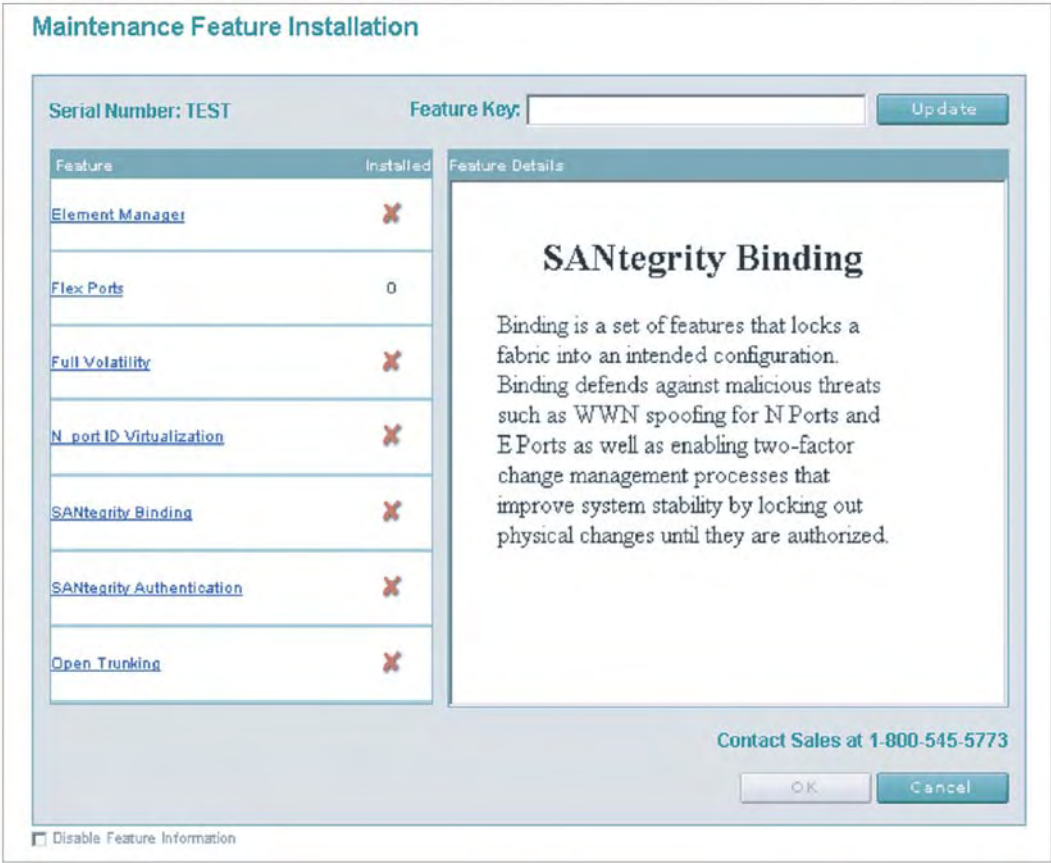 Maintenance Feature Installation
Serial Number: TEST
Feature Key:
Update
Feature Installed
Element Manager
Flex Ports 0
Full Volatility
N_port ID Virtualization
SANtegrity Binding
SANtegrity Authentication
Open Trunking
Feature Details
SANtegrity Binding
Binding is a set of features that locks a
fabric into an intended configuration.
Binding defends against malicious threats
such as WWN spoofing for N Ports and
E Ports as well as enabling two-factor
change management processes that
improve system stability by locking out
physical changes until they are authorized.
Contact Sales at 1-800-545-5773
OK
Cancel
Disable Feature Information